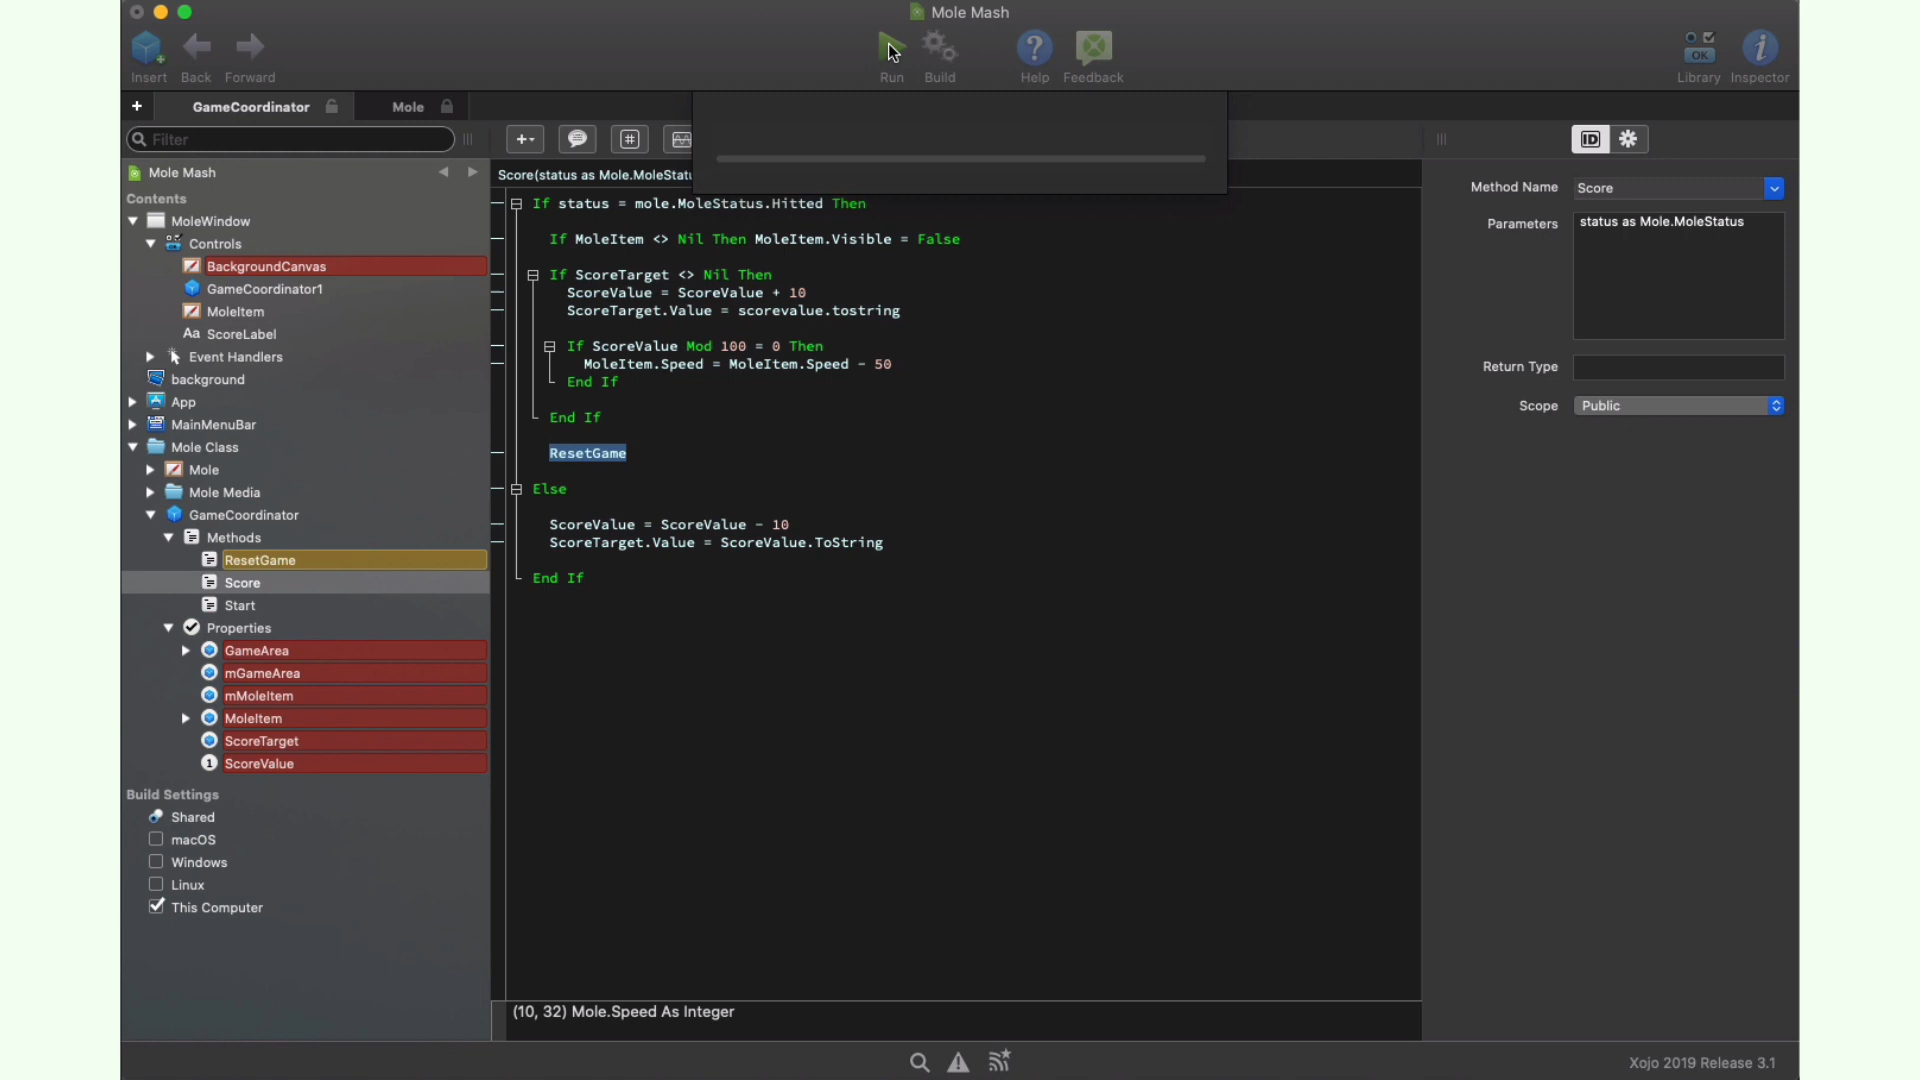 Mole Mash
Insert Back Forward Run Build Help Feedback Library Inspector
OK
GameCoordinator Mole
Filter
ID
Mole Mash
Contents
MoleWindow
Controls
BackgroundCanvas
GameCoordinator1
MoleItem
Aa ScoreLabel
Event Handlers
background
App
MainMenuBar
Mole Class
Mole
Mole Media
GameCoordinator
Methods
ResetGame
Score
Start
Properties
GameArea
mGameArea
mMoleItem
MoleItem
ScoreTarget
1 ScoreValue
Build Settings
Shared
macOS
Windows
Linux
This Computer
Score(status as Mole.MoleStatu
If status = mole.MoleStatus.Hitted Then
If MoleItem <> Nil Then MoleItem.Visible = False
If ScoreTarget <> Nil Then
ScoreValue = ScoreValue + 10
ScoreTarget.Value = scorevalue.tostring
If ScoreValue Mod 100 = 0 Then
MoleItem.Speed = MoleItem.Speed - 50
End If
End If
ResetGame
Else
ScoreValue = ScoreValue - 10
ScoreTarget.Value = ScoreValue.ToString
End If
(10, 32) Mole.Speed As Integer
Method Name Score
Parameters status as Mole.MoleStatus
Return Type
Scope Public
Xojo 2019 Release 3.1